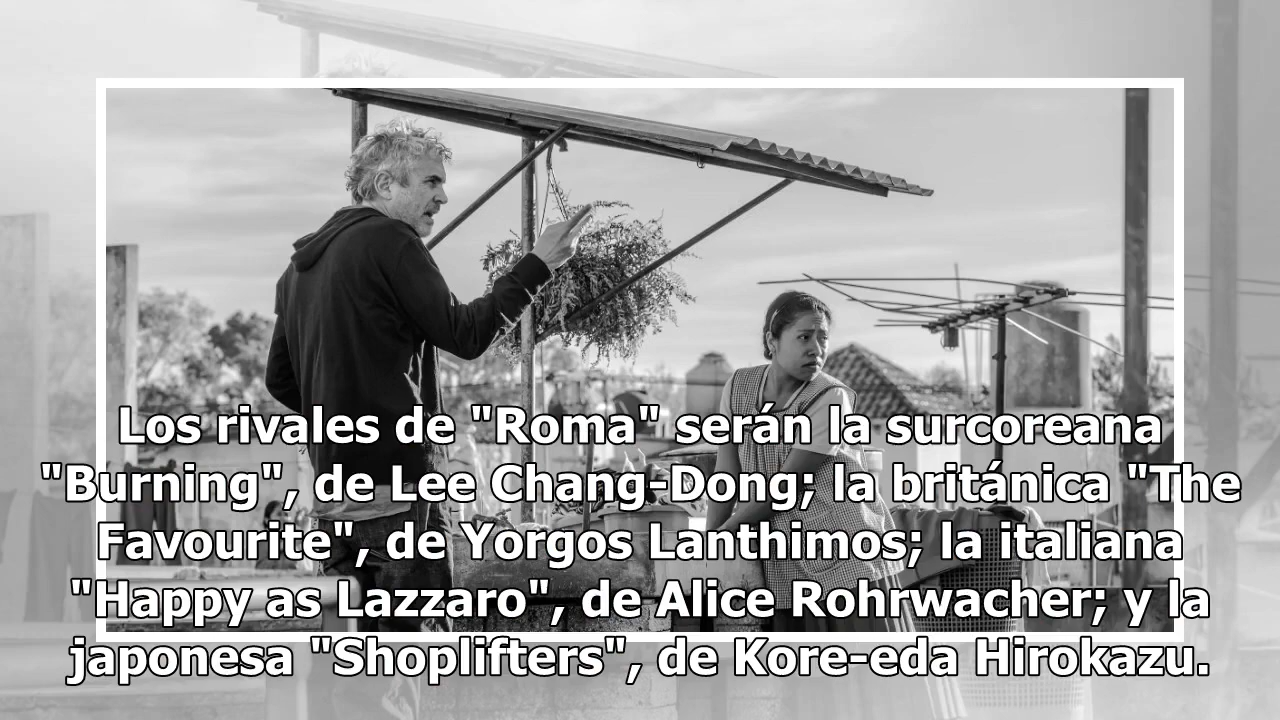 Los rivales de "Roma" serán la surcoreana
"Burning", de Lee Chang-Dong; la británica "The
Favourite", de Yorgos Lanthimos; la italiana
"Happy as Lazzaro", de Alice Rohrwacher; y la
japonesa "Shoplifters", de Kore-eda Hirokazu.